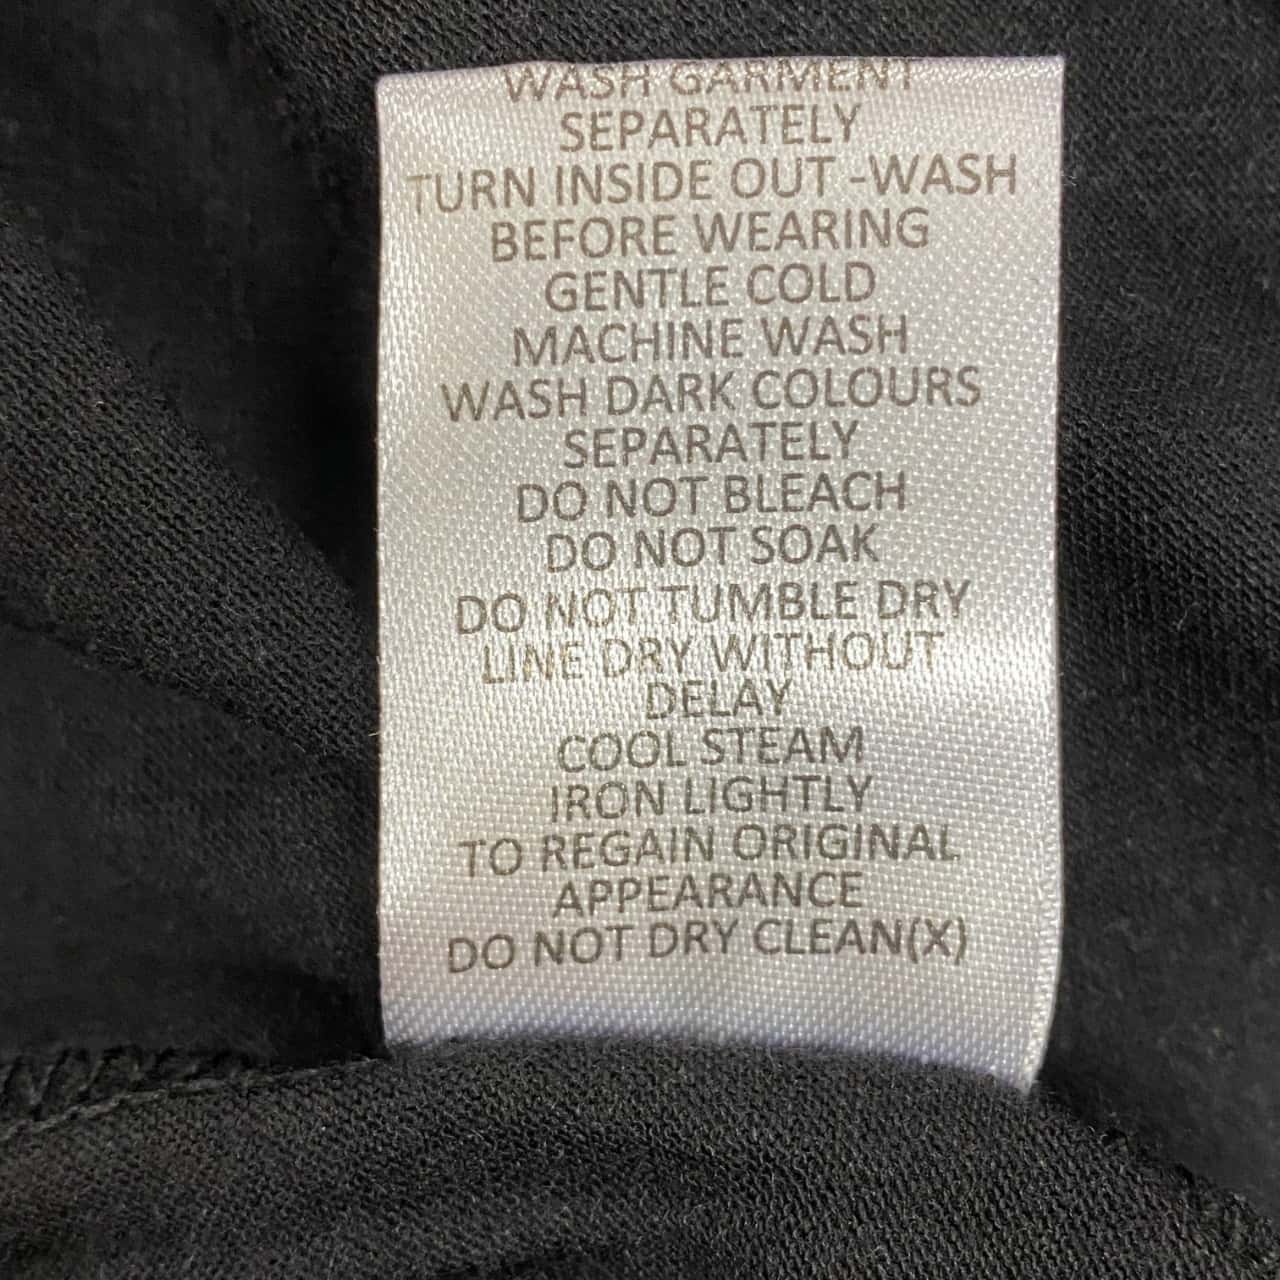 WASH GARMENT
SEPARATELY
TURN INSIDE OUT -WASH
BEFORE WEARING
GENTLE COLD
MACHINE WASH
WASH DARK COLOURS
SEPARATELY
DO NOT BLEACH
DO NOT SOAK
DO NOT TUMBLE DRY
LINE DRY WITHOUT
DELAY
COOL STEAM
IRON LIGHTLY
TO REGAIN ORIGINAL
APPEARANCE
DO NOT DRY CLEAN(X)